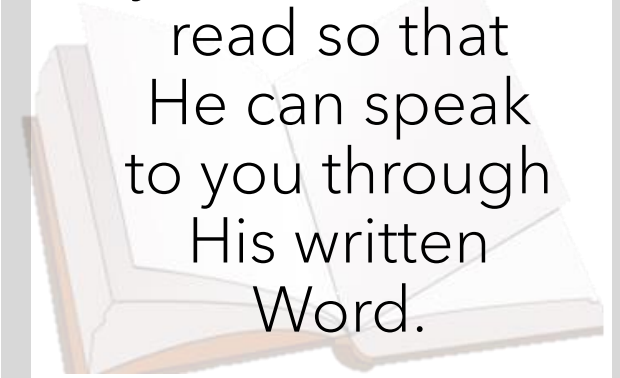 read so that
He can speak
to you through
His written
Word.